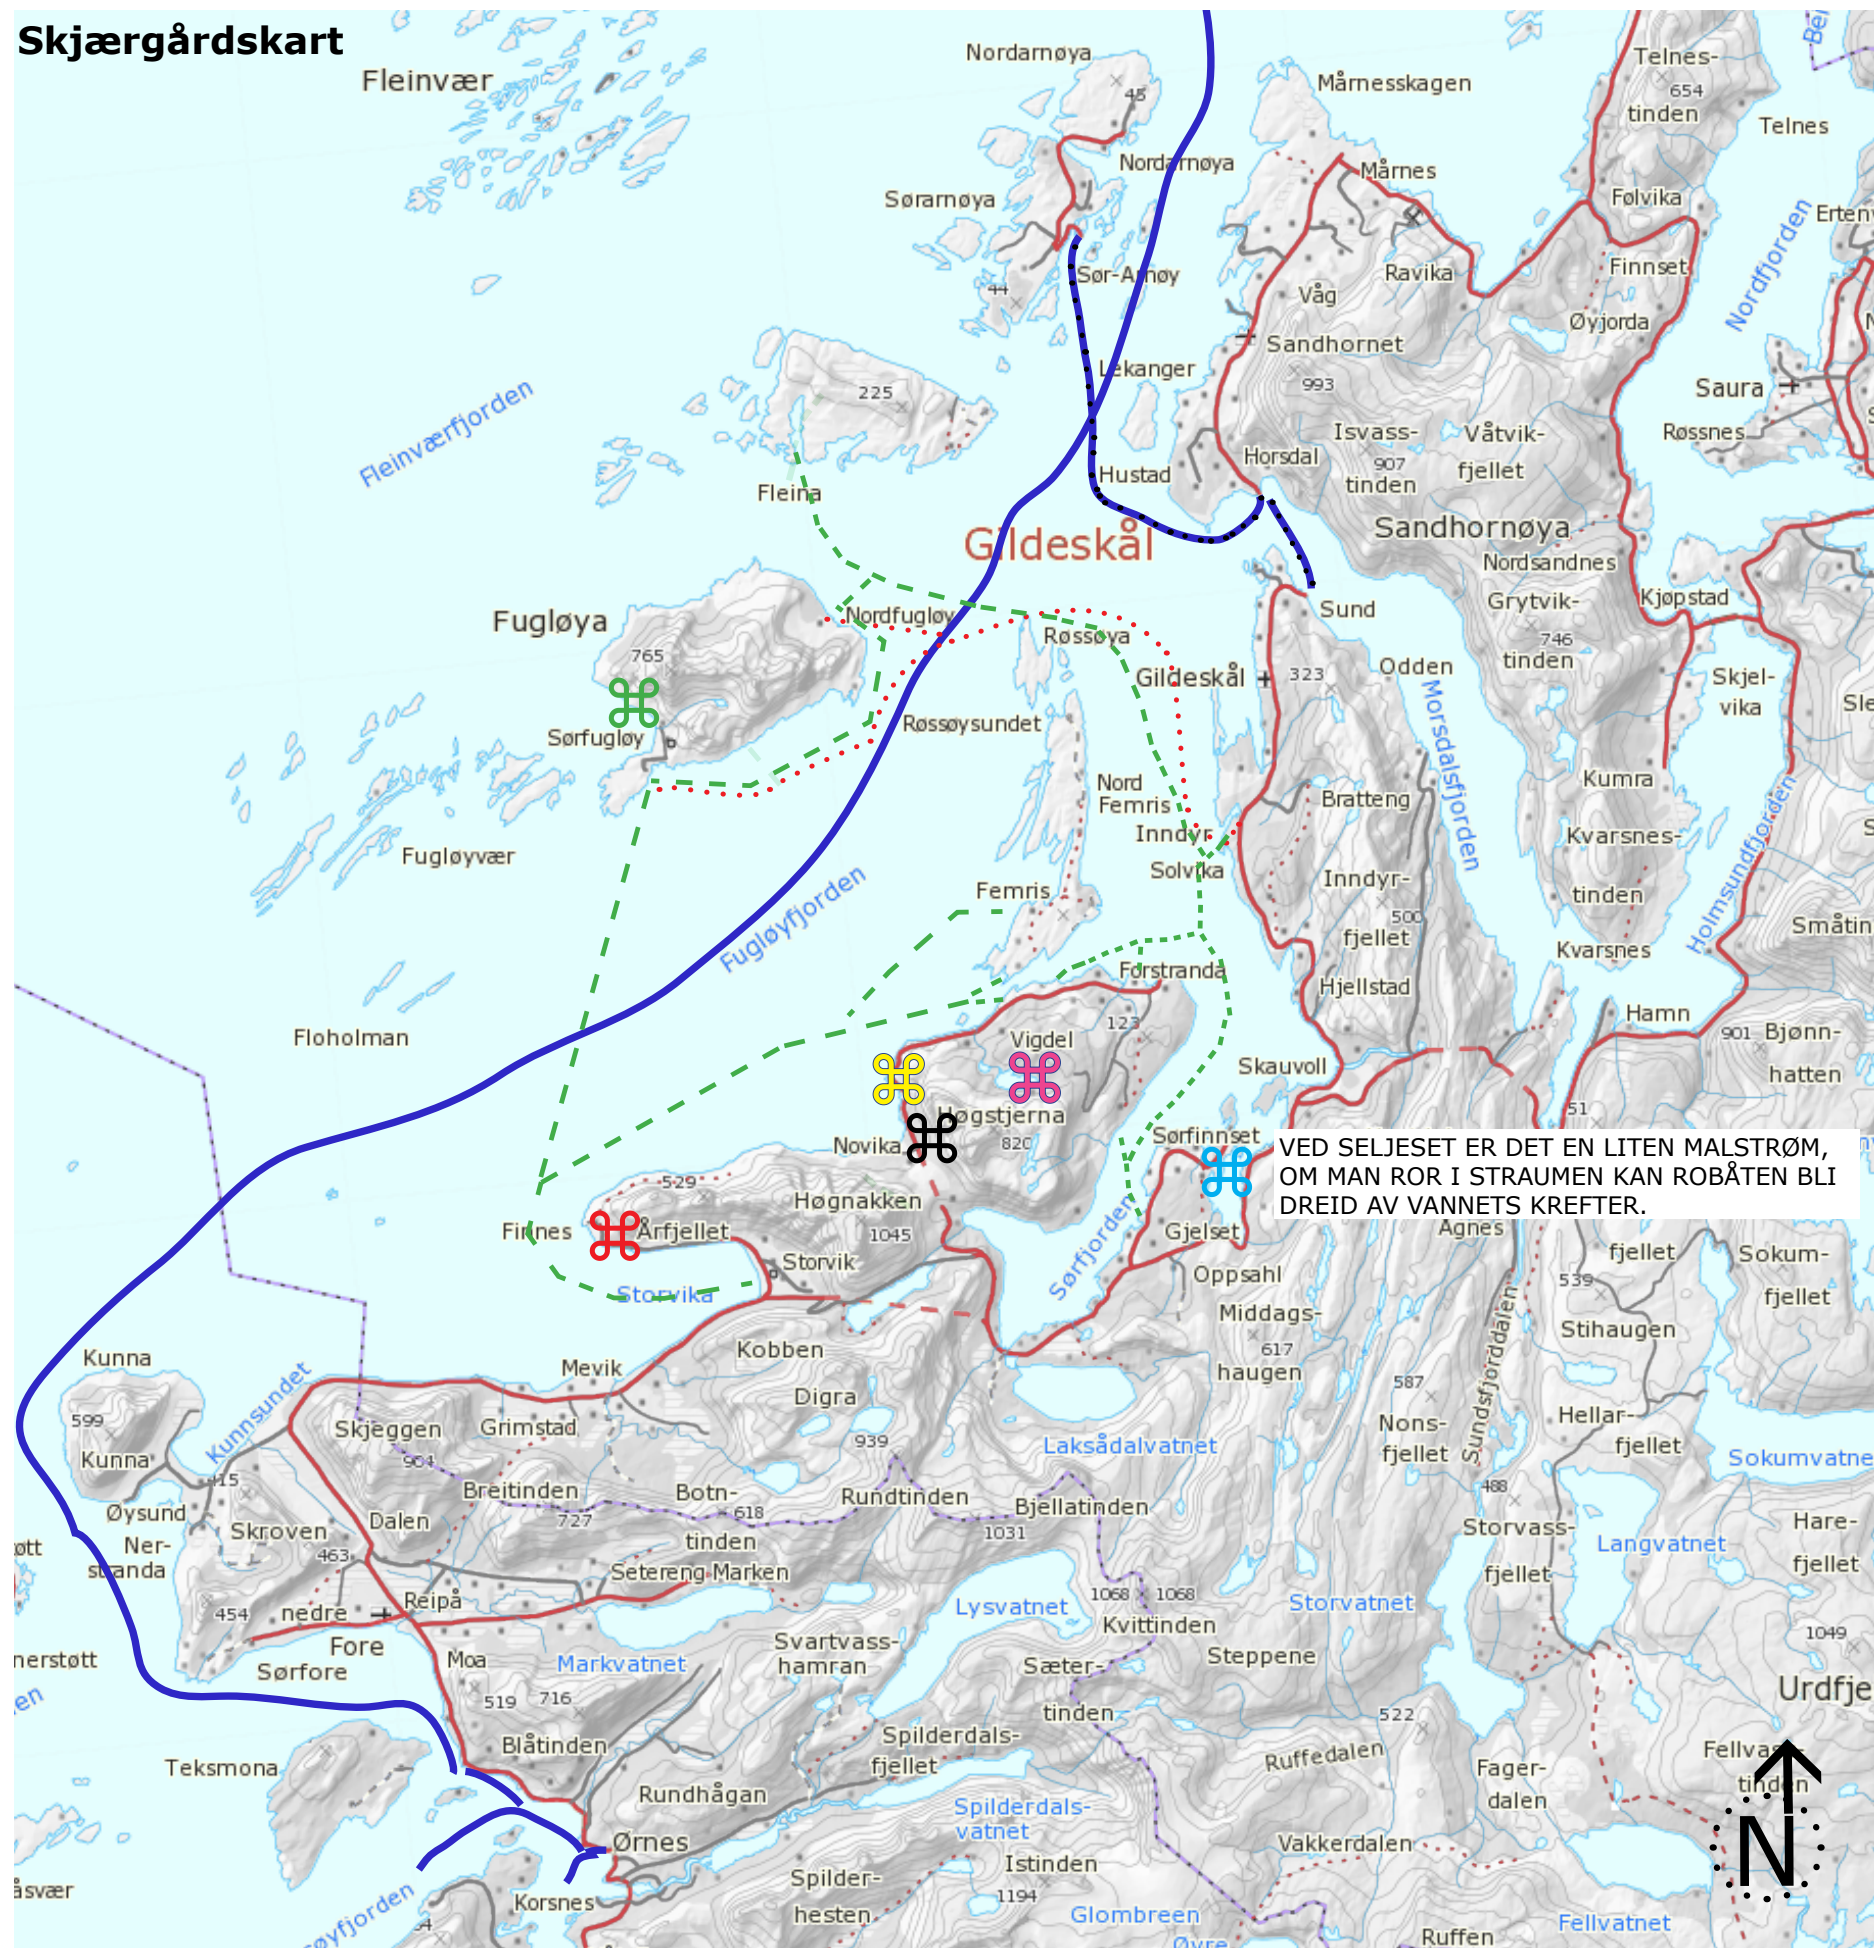 Skjærgårdskart
Fleinvær
Nordarnøya
45
Mårnesskagen
Telnes-
654
tinden
Telnes
Nordarnøya
Mårnes
Sørarnøya
Følvika
Nordfjorden
Sør-Arnøy
44
Ravika
Finnset
Våg
Øyjorda
Sandhornet
Lekanger
993
225
Saura
Fleinværfjorden
Isvass-
907
tinden
Våtvik-
fjellet
Røssnes
Horsdal
Hustad
Fleina
Gildeskål
Sandhornøya
Nordsandnes
Fugløya
Nordfugløy
Røssøya
Sund
Grytvik-
746
tinden
Kjøpstad
765
Gildeskål
323
Odden
Skjel-
vika
Morsdalsfjorden
Røssøysundet
Sørfugløy
Nord
Femris
Bratteng
Kumra
Inndyr
Solvika
Kvarsnes-
tinden
Holmsundfjorden
Fugløyvær
Femris
Inndyr-
500
fjellet
Fugløyfjorden
Småtin
Kvarsnes
Forstranda
Hjellstad
Floholman
Vigdel
123
Hamn
901
Bjønn-
hatten
Skauvoll
Høgstjerna
820
51
Novika
Sørfinnset
VED SELJESET ER DET EN LITEN MALSTRØM,
OM MAN ROR I STRAUMEN KAN ROBÅTEN BLI
DREID AV VANNETS KREFTER.
529
Høgnakken
1045
Finnes
Årfjellet
Storvik
Storvika
Sørfjorden
Gjelset
Agnes
fjellet
Sokum-
fjellet
Oppsahl
539
Middags-
617
haugen
Stihaugen
Sundsfjorddalen
Kunna
Kunnsundet
Mevik
Kobben
Digra
587
599
Kunna
Skjeggen
904
Grimstad
939
Laksådalvatnet
Nons-
fjellet
Hellar-
fjellet
Sokumvatne
415
Breitinden
727
Botn-
618
tinden
Rundtinden
Bjellatinden
1031
488
Øysund
Skroven
463
Dalen
Storvass-
fjellet
Langvatnet
Hare-
fjellet
Ner-
stranda
Setereng
Marken
1068
1068
454
nedre
Reipå
Lysvatnet
Kvittinden
Storvatnet
Fore
Sørfore
Moa
Markvatnet
Svartvass-
hamran
Sæter-
tinden
Steppene
1049
nerstøtt
519
716
Urdfje
Teksmona
Blåtinden
Spilderdals-
fjellet
522
Ruffedalen
Fager-
dalen
Fellvass
tinden
Rundhågan
Spilderdals-
vatnet
Ørnes
Istinden
Vakkerdalen
N
Spilder-
hesten
1194
Korsnes
Glombreen
Fellvatnet
Ruffen
Øvre